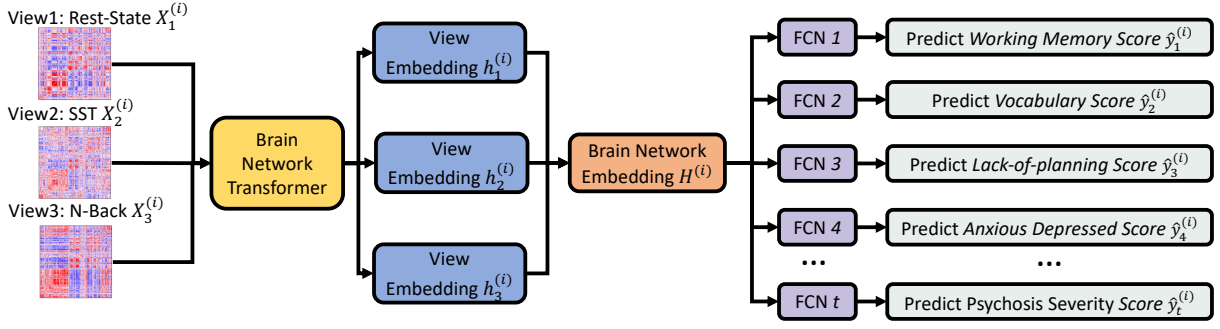 View1: Rest-State X₁⁽ⁱ⁾
View2: SST X₂⁽ⁱ⁾
View3: N-Back X₃⁽ⁱ⁾
Brain
Network
Transformer
View
Embedding h₁⁽ⁱ⁾
View
Embedding h₂⁽ⁱ⁾
View
Embedding h₃⁽ⁱ⁾
Brain Network
Embedding H⁽ⁱ⁾
FCN 1
Predict Working Memory Score ŷ₁⁽ⁱ⁾
FCN 2
Predict Vocabulary Score ŷ₂⁽ⁱ⁾
FCN 3
Predict Lack-of-planning Score ŷ₃⁽ⁱ⁾
FCN 4
Predict Anxious Depressed Score ŷ₄⁽ⁱ⁾
...
...
FCN t
Predict Psychosis Severity Score ŷₜ⁽ⁱ⁾